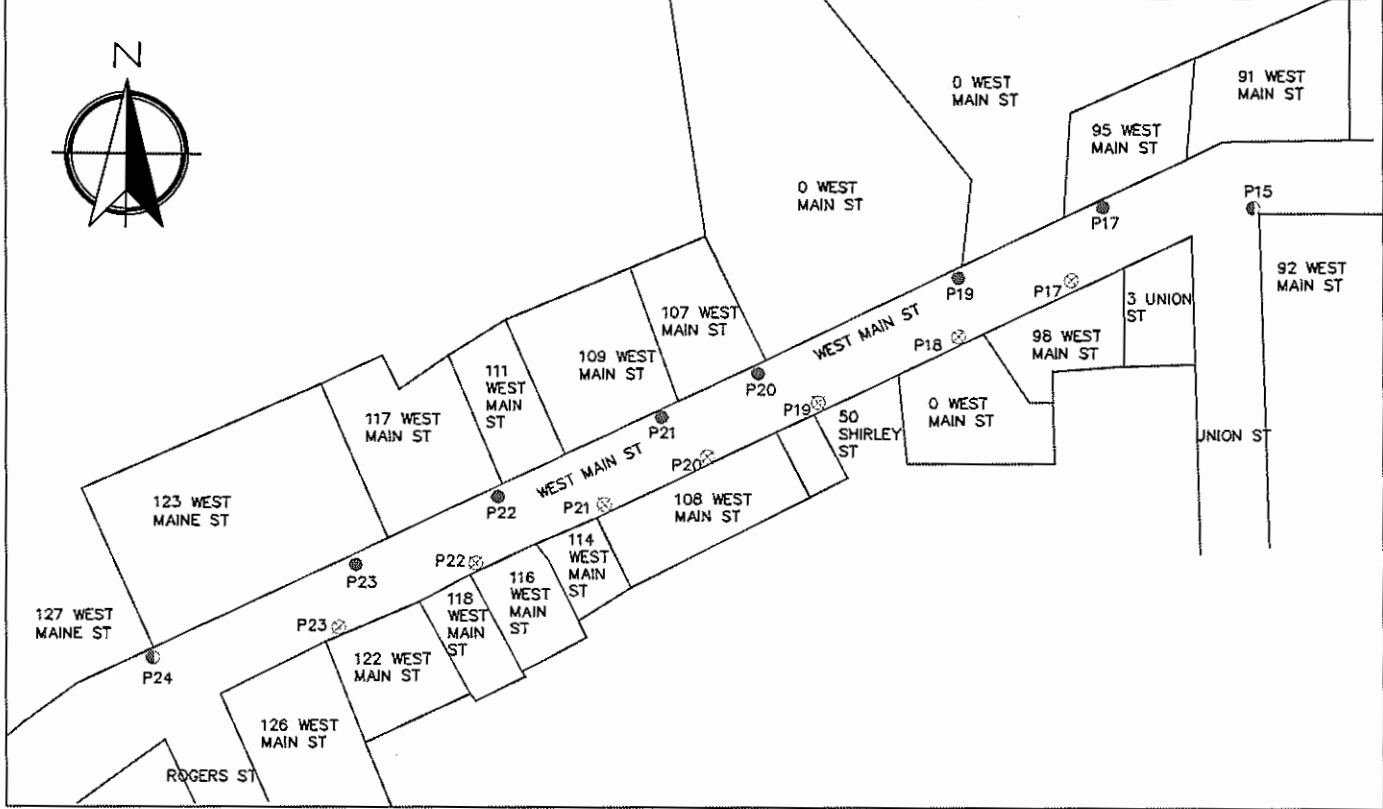 N
0 WEST
MAIN ST
91 WEST
MAIN ST
95 WEST
MAIN ST
0 WEST
MAIN ST
P15
P17
92 WEST
MAIN ST
P19
P17
3 UNION
ST
107 WEST
MAIN ST
WEST MAIN ST
P18
98 WEST
MAIN ST
109 WEST
MAIN ST
111
WEST
MAIN
ST
P20
P19
0 WEST
MAIN ST
117 WEST
MAIN ST
P21
50
SHIRLEY
ST
UNION ST
WEST MAIN ST
P20
123 WEST
MAINE ST
P22
P21
108 WEST
MAIN ST
P23
P22
114
WEST
MAIN
ST
116
WEST
MAIN
ST
118
WEST
MAIN
ST
127 WEST
MAINE ST
P23
P24
122 WEST
MAIN ST
126 WEST
MAIN ST
ROGERS ST